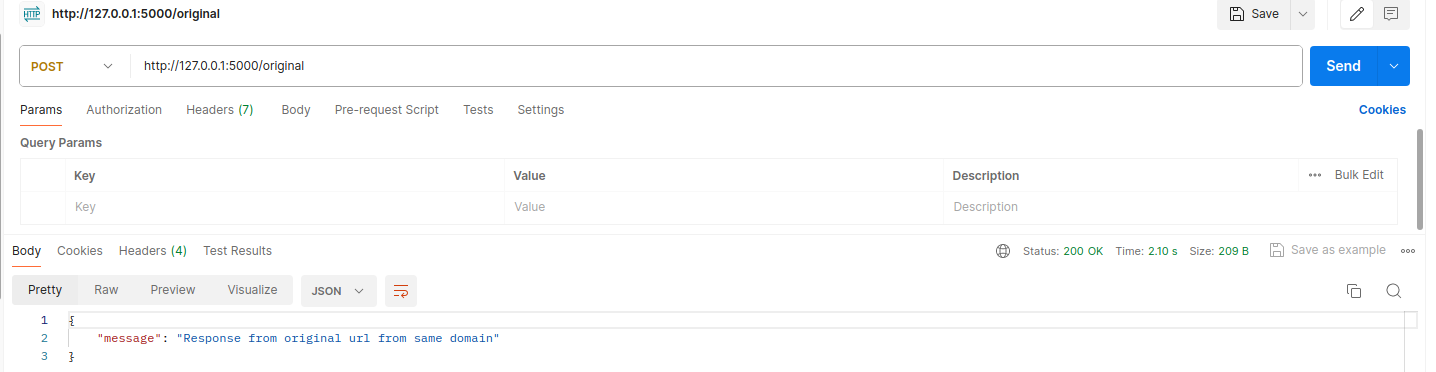 HTTP http://127.0.0.1:5000/original Save
POST http://127.0.0.1:5000/original Send
Params Authorization Headers (7) Body Pre-request Script Tests Settings Cookies
Query Params
Key Value Description ••• Bulk Edit
Key Value Description
Body Cookies Headers (4) Test Results Status: 200 OK Time: 2.10 s Size: 209 B Save as example •••
Pretty Raw Preview Visualize JSON
1 {
2 "message": "Response from original url from same domain"
3 }